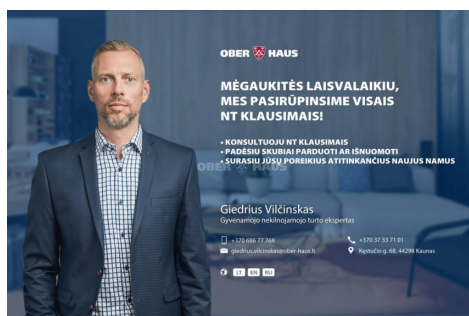 OBER HAUS
MĖGAUKITĖS LAISVALAIKIU,
MES PASIRŪPINSIME VISAIS
NT KLAUSIMAIS!
• KONSULTUOJU NT KLAUSIMAIS
• PADĖSIU SKUBIAI PARDUOTI AR IŠNUOMOTI
• SURASIU JŪSŲ POREIKIUS ATITINKANČIUS NAUJUS NAMUS
OBER HAUS
Giedrius Vilčinskas
Gyvenamojo nekilnojamojo turto ekspertas
+370 686 77 768
+370 37 33 71 01
giedrius.vilcinskas@ober-haus.lt
Kęstučio g. 68, 44298 Kaunas
LT EN RU